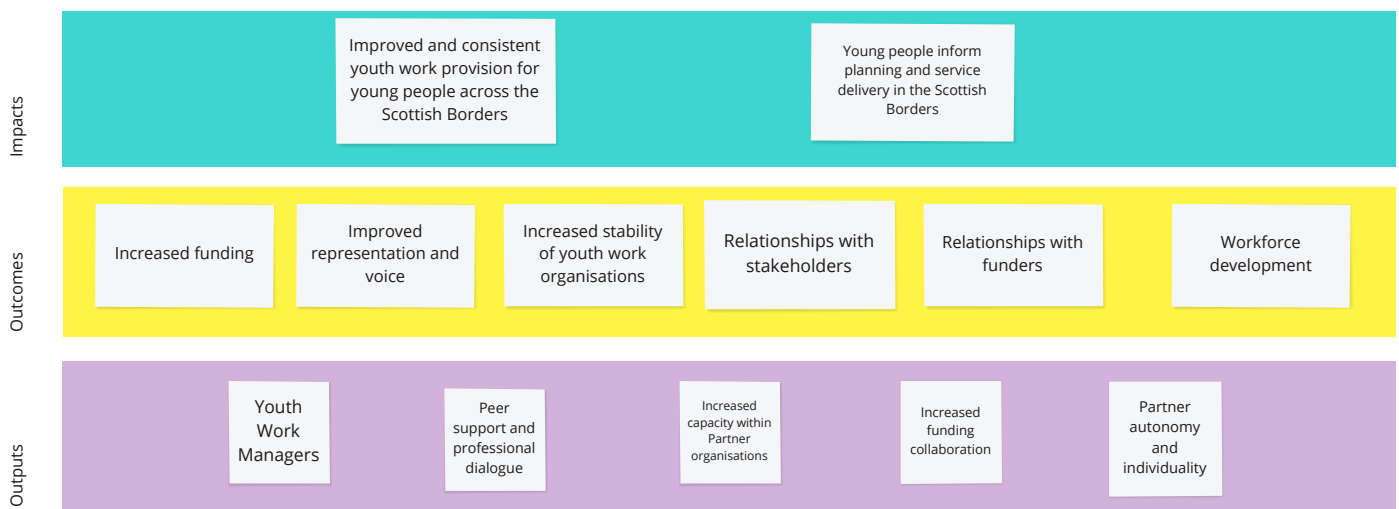 Impacts
Improved and consistent
youth work provision for
young people across the
Scottish Borders
Young people inform
planning and service
delivery in the Scottish
Borders
Outcomes
Increased funding
Improved
representation and
voice
Increased stability
of youth work
organisations
Relationships with
stakeholders
Relationships with
funders
Workforce
development
Outputs
Youth
Work
Managers
Peer
support and
professional
dialogue
Increased
capacity within
Partner
organisations
Increased
funding
collaboration
Partner
autonomy
and
individuality